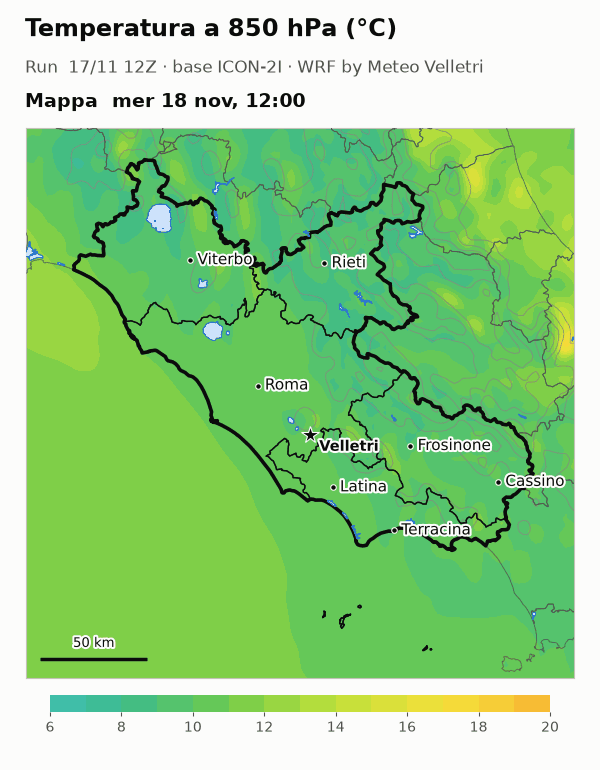 Temperatura a 850 hPa (°C)
Run  17/11 12Z · base ICON-2I · WRF by Meteo Velletri
Mappa  mer 18 nov, 12:00
Viterbo
Rieti
Roma
Velletri
Frosinone
Latina
Cassino
Terracina
50 km
6 8 10 12 14 16 18 20